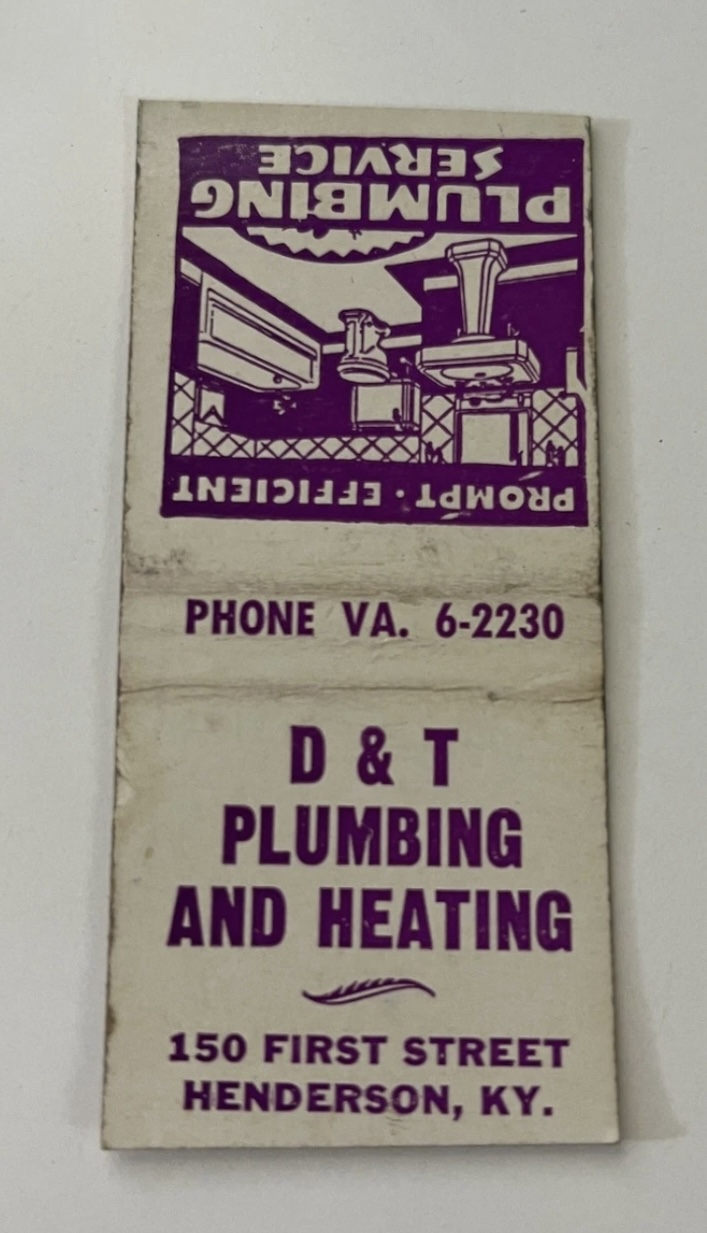 PLUMBING
SERVICE
PROMPT · EFFICIENT
PHONE VA. 6-2230
D & T
PLUMBING
AND HEATING
150 FIRST STREET
HENDERSON, KY.